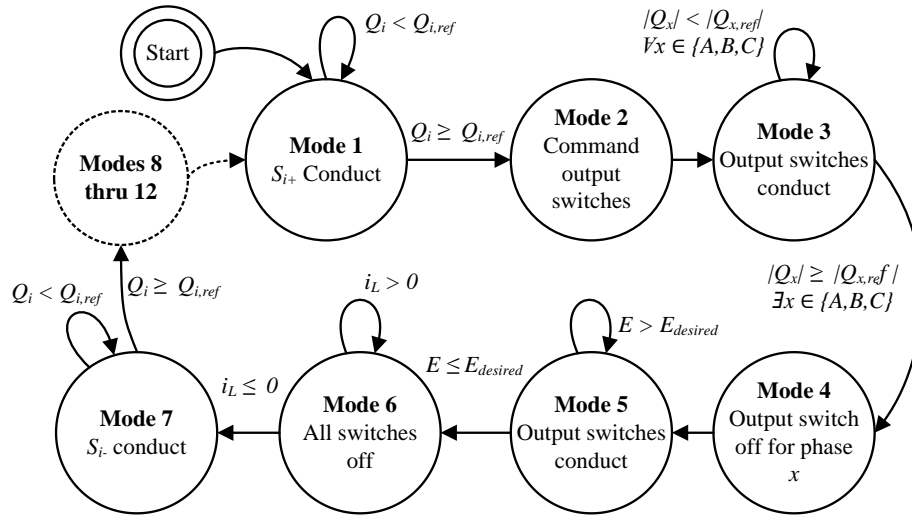 Start
Q_i < Q_i,ref
|Q_x| < |Q_x,ref|
∀x ∈ {A,B,C}
Mode 1
S_i+ Conduct
Q_i ≥ Q_i,ref
Mode 2
Command
output
switches
Mode 3
Output switches
conduct
Modes 8
thru 12
|Q_x| ≥ |Q_x,ref|
∃x ∈ {A,B,C}
Q_i < Q_i,ref
Q_i ≥ Q_i,ref
i_L > 0
E > E_desired
Mode 7
S_i- conduct
i_L ≤ 0
Mode 6
All switches
off
E ≤ E_desired
Mode 5
Output switches
conduct
Mode 4
Output switch
off for phase
x